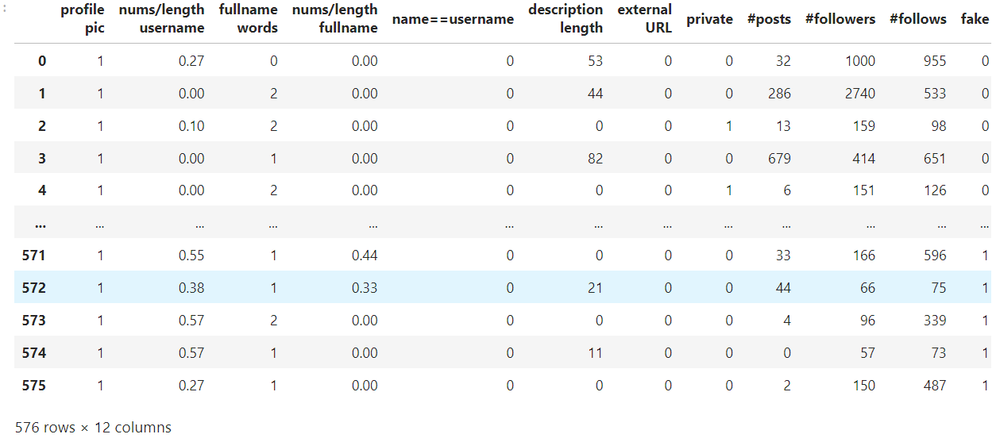 profile pic nums/length username fullname words nums/length fullname name==username description length external URL private #posts #followers #follows fake
0 1 0.27 0 0.00 0 53 0 0 32 1000 955 0
1 1 0.00 2 0.00 0 44 0 0 286 2740 533 0
2 1 0.10 2 0.00 0 0 0 1 13 159 98 0
3 1 0.00 1 0.00 0 82 0 0 679 414 651 0
4 1 0.00 2 0.00 0 0 0 1 6 151 126 0
... ... ... ... ... ... ... ... ... ... ... ... ...
571 1 0.55 1 0.44 0 0 0 0 33 166 596 1
572 1 0.38 1 0.33 0 21 0 0 44 66 75 1
573 1 0.57 2 0.00 0 0 0 0 4 96 339 1
574 1 0.57 1 0.00 0 11 0 0 0 57 73 1
575 1 0.27 1 0.00 0 0 0 0 2 150 487 1
576 rows × 12 columns